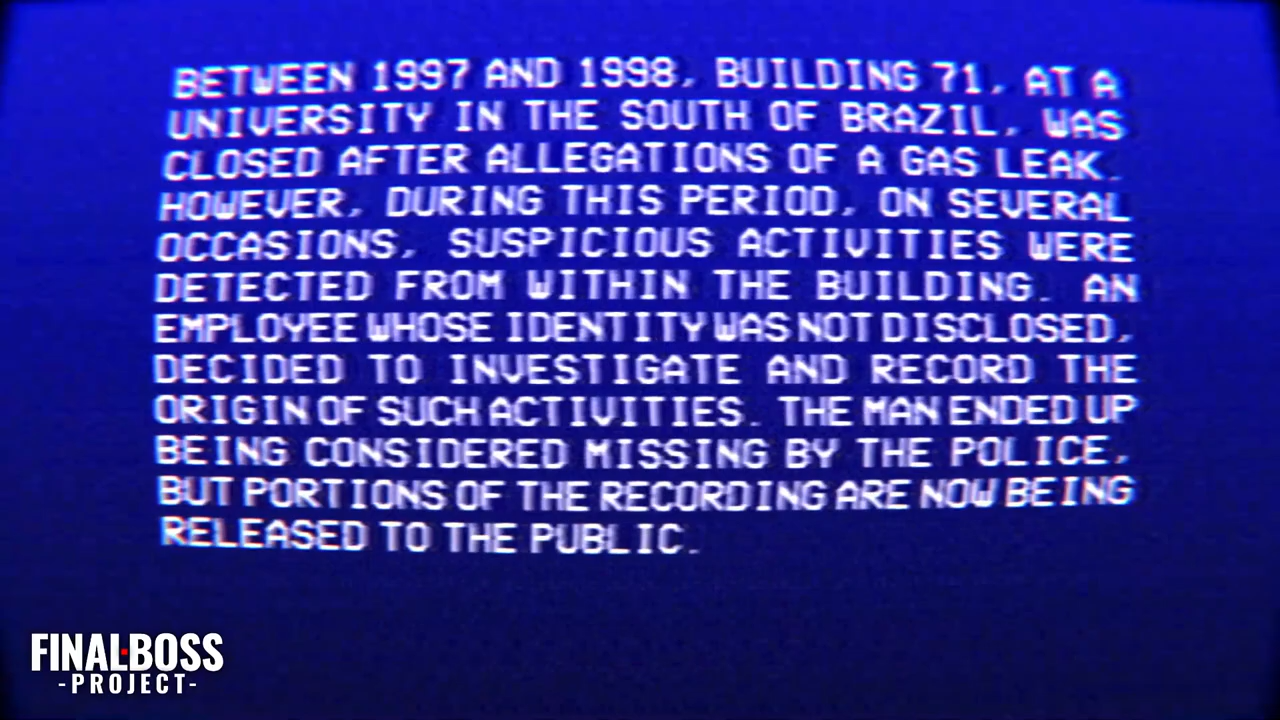 BETWEEN 1997 AND 1998, BUILDING 71, AT A
UNIVERSITY IN THE SOUTH OF BRAZIL, WAS
CLOSED AFTER ALLEGATIONS OF A GAS LEAK.
HOWEVER, DURING THIS PERIOD, ON SEVERAL
OCCASIONS, SUSPICIOUS ACTIVITIES WERE
DETECTED FROM WITHIN THE BUILDING. AN
EMPLOYEE WHOSE IDENTITY WAS NOT DISCLOSED,
DECIDED TO INVESTIGATE AND RECORD THE
ORIGIN OF SUCH ACTIVITIES. THE MAN ENDED UP
BEING CONSIDERED MISSING BY THE POLICE,
BUT PORTIONS OF THE RECORDING ARE NOW BEING
RELEASED TO THE PUBLIC.
FINAL•BOSS
-PROJECT-